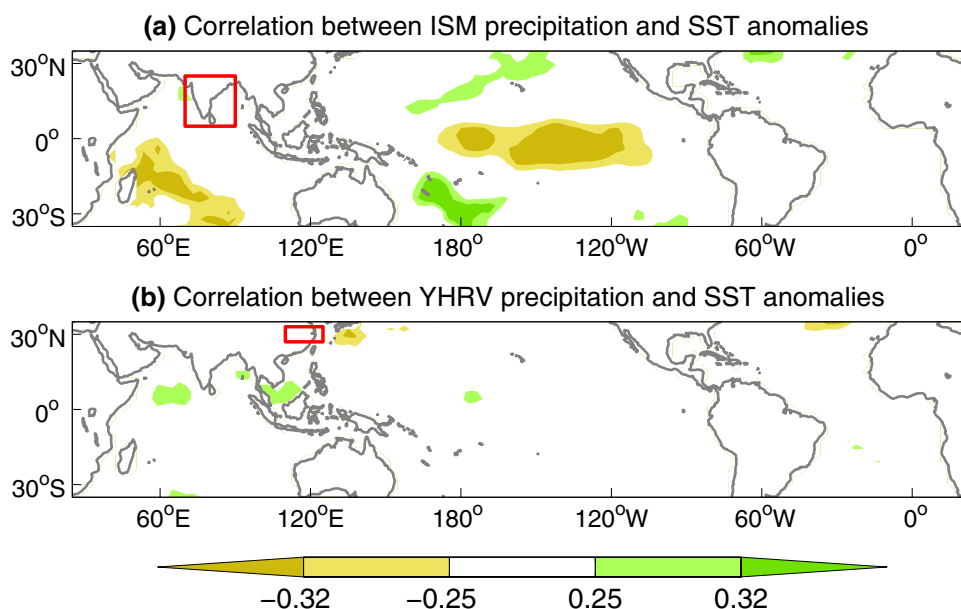 (a) Correlation between ISM precipitation and SST anomalies
30°N
0°
30°S
60°E 120°E 180° 120°W 60°W 0°
(b) Correlation between YHRV precipitation and SST anomalies
30°N
0°
30°S
60°E 120°E 180° 120°W 60°W 0°
−0.32 −0.25 0.25 0.32